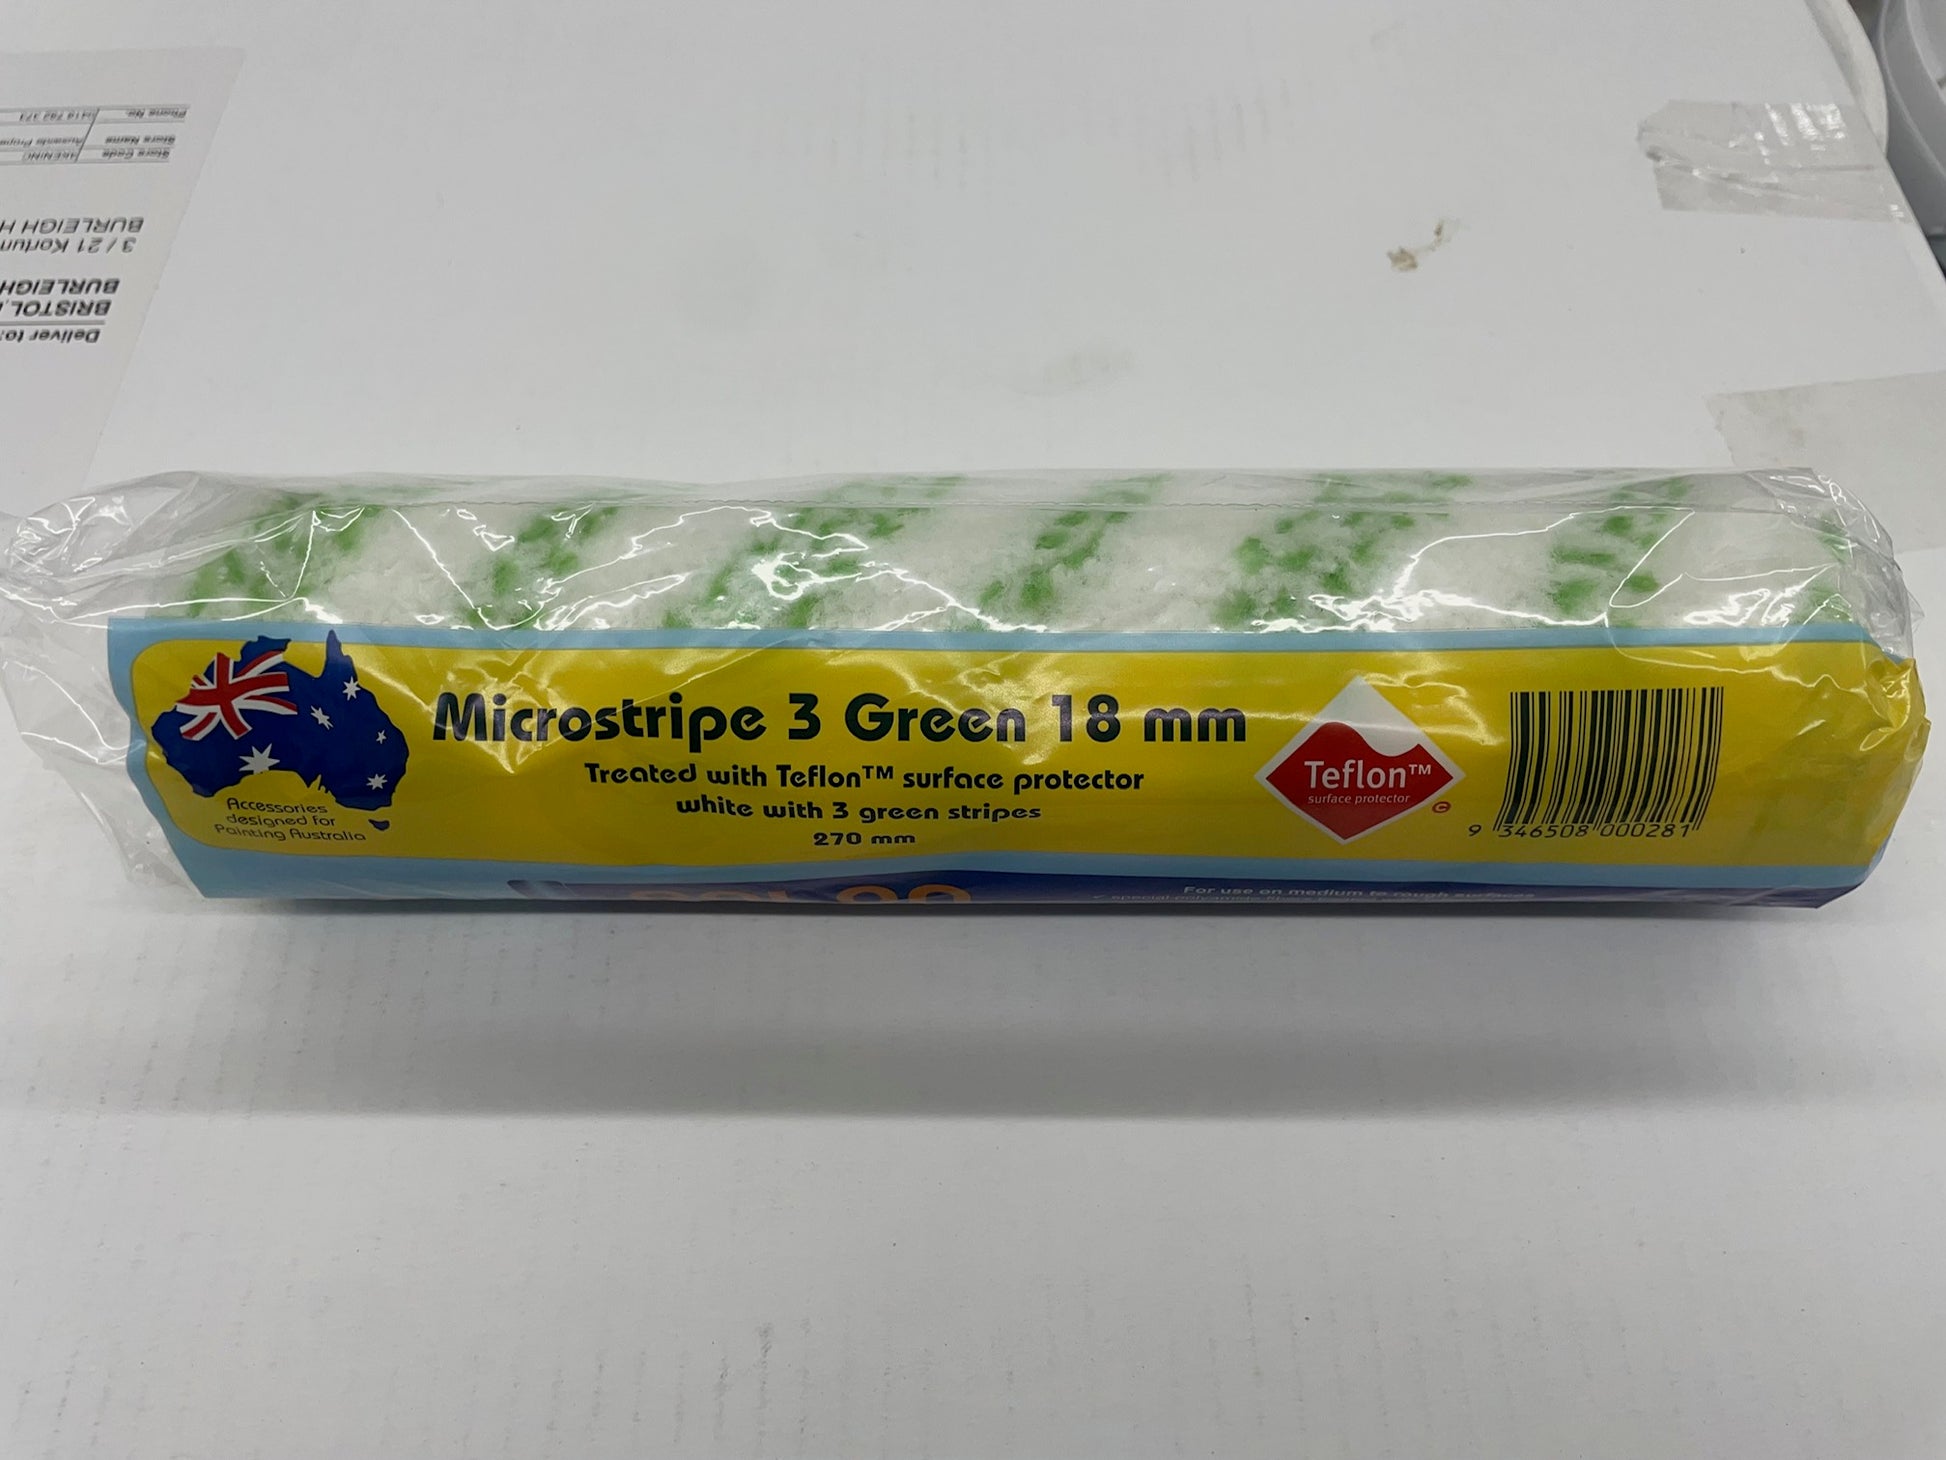 Phone No.
Store Name
Store Code
BURLEIGH H
3 / 21 Kortum
BURLEIGH
BRISTOL,
Deliver to:
Microstripe 3 Green 18 mm
Treated with Teflon™ surface protector
white with 3 green stripes
270 mm
Accessories
designed for
Painting Australia
Teflon™
surface protector
9 346508 000281
For use on medium to rough surfaces